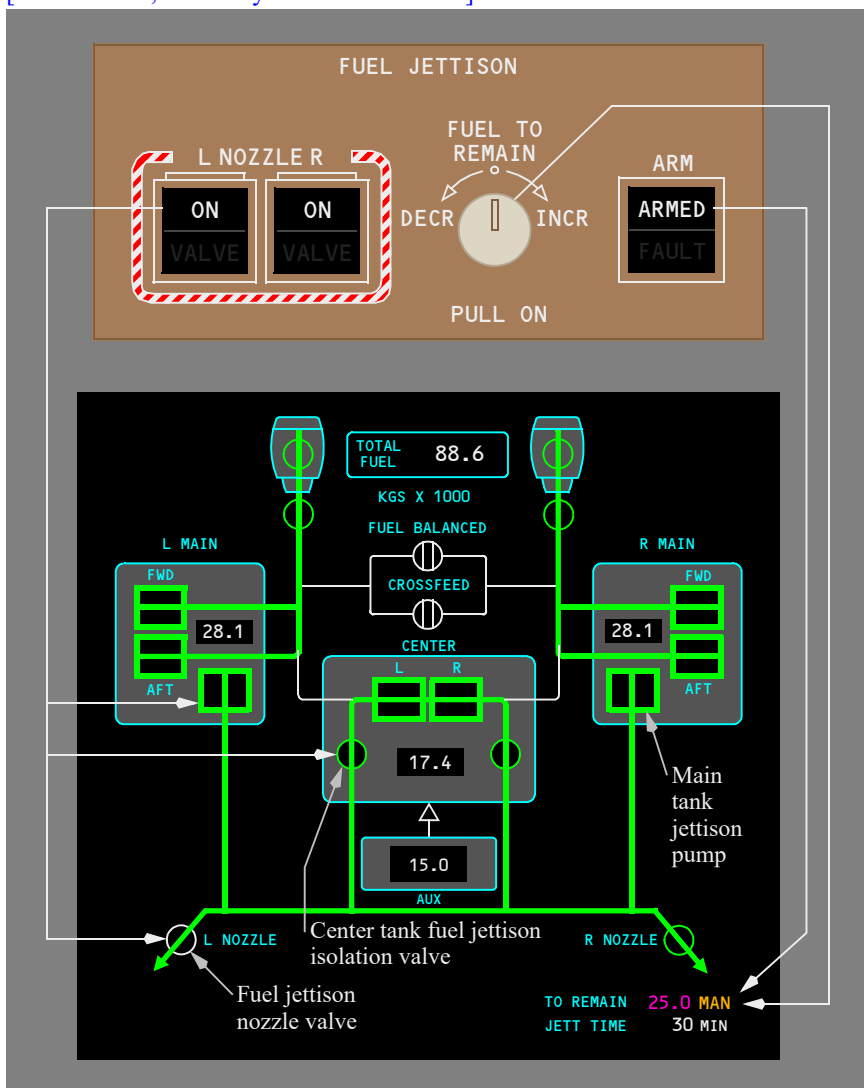 FUEL JETTISON
FUEL TO
REMAIN
L NOZZLE R
ARM
ON
ON
DECR
INCR
ARMED
VALVE
VALVE
FAULT
PULL ON
TOTAL
FUEL
88.6
KGS X 1000
FUEL BALANCED
L MAIN
R MAIN
FWD
FWD
CROSSFEED
28.1
28.1
CENTER
L
R
AFT
AFT
17.4
Main
tank
jettison
pump
15.0
AUX
Center tank fuel jettison
isolation valve
L NOZZLE
R NOZZLE
Fuel jettison
nozzle valve
TO REMAIN 25.0 MAN
JETT TIME 30 MIN